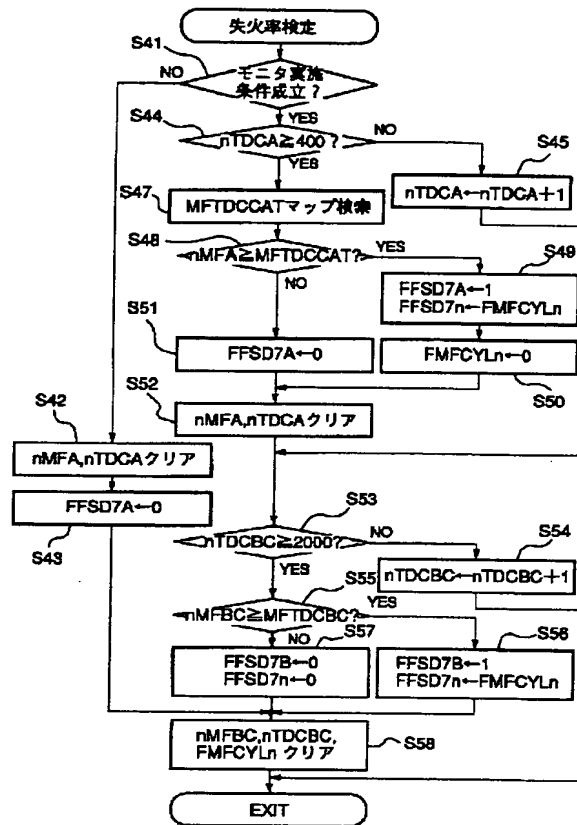 失火率検定
S41
NO
モニタ実施
条件成立？
YES
S44
nTDCA≧400？
NO
YES
S45
nTDCA←nTDCA＋1
S47
MFTDCCATマップ検索
S48
nMFA≧MFTDCCAT?
YES
NO
S49
FFSD7A←1
FFSD7n←FMFCYLn
S51
FFSD7A←0
FMFCYLn←0
S50
S52
nMFA,nTDCAクリア
S42
nMFA,nTDCAクリア
FFSD7A←0
S43
S53
nTDCBC≧2000?
NO
YES
S54
nTDCBC←nTDCBC＋1
S55
nMFBC≧MFTDCBC?
YES
NO
S57
FFSD7B←0
FFSD7n←0
S56
FFSD7B←1
FFSD7n←FMFCYLn
nMFBC,nTDCBC,
FMFCYLn クリア
S58
EXIT